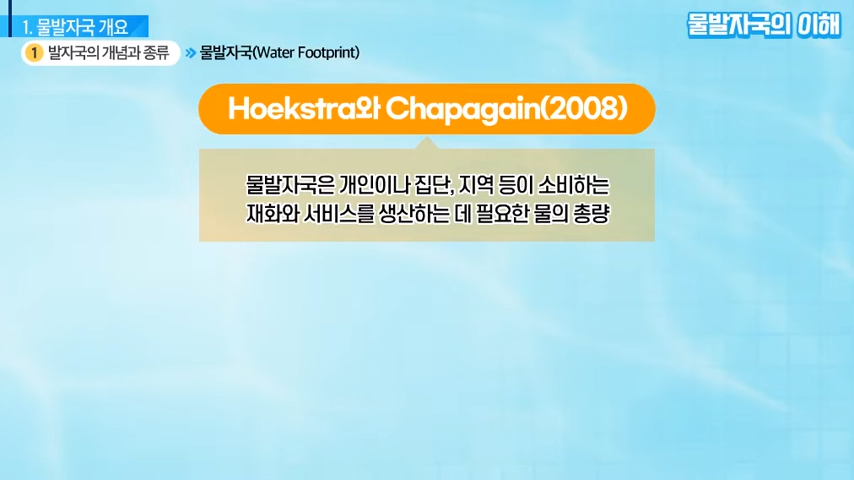 1. 물발자국 개요
물발자국의 이해
1 발자국의 개념과 종류 » 물발자국(Water Footprint)
Hoekstra와 Chapagain(2008)
물발자국은 개인이나 집단, 지역 등이 소비하는
재화와 서비스를 생산하는 데 필요한 물의 총량